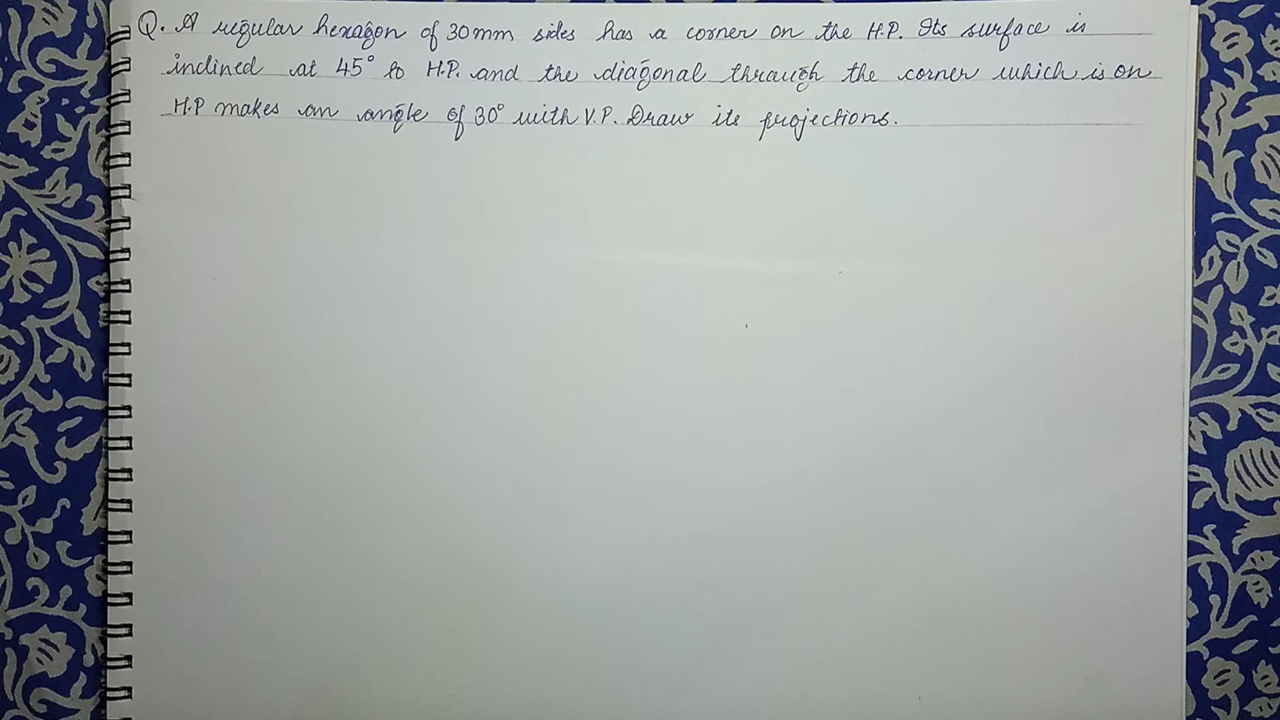 Q. A regular hexagon of 30mm sides has a corner on the H.P. Its surface is
inclined at 45° to H.P. and the diagonal through the corner which is on
H.P makes an angle of 30° with V.P. Draw its projections.